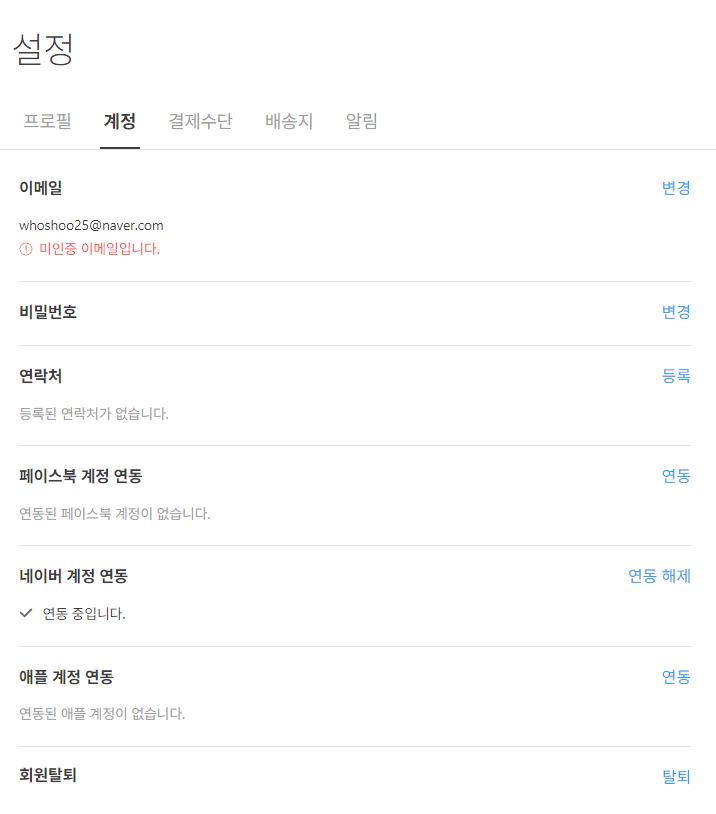 설정
프로필 계정 결제수단 배송지 알림
이메일 변경
whoshoo25@naver.com
미인증 이메일입니다.
비밀번호 변경
연락처 등록
등록된 연락처가 없습니다.
페이스북 계정 연동 연동
연동된 페이스북 계정이 없습니다.
네이버 계정 연동 연동 해제
연동 중입니다.
애플 계정 연동 연동
연동된 애플 계정이 없습니다.
회원탈퇴 탈퇴